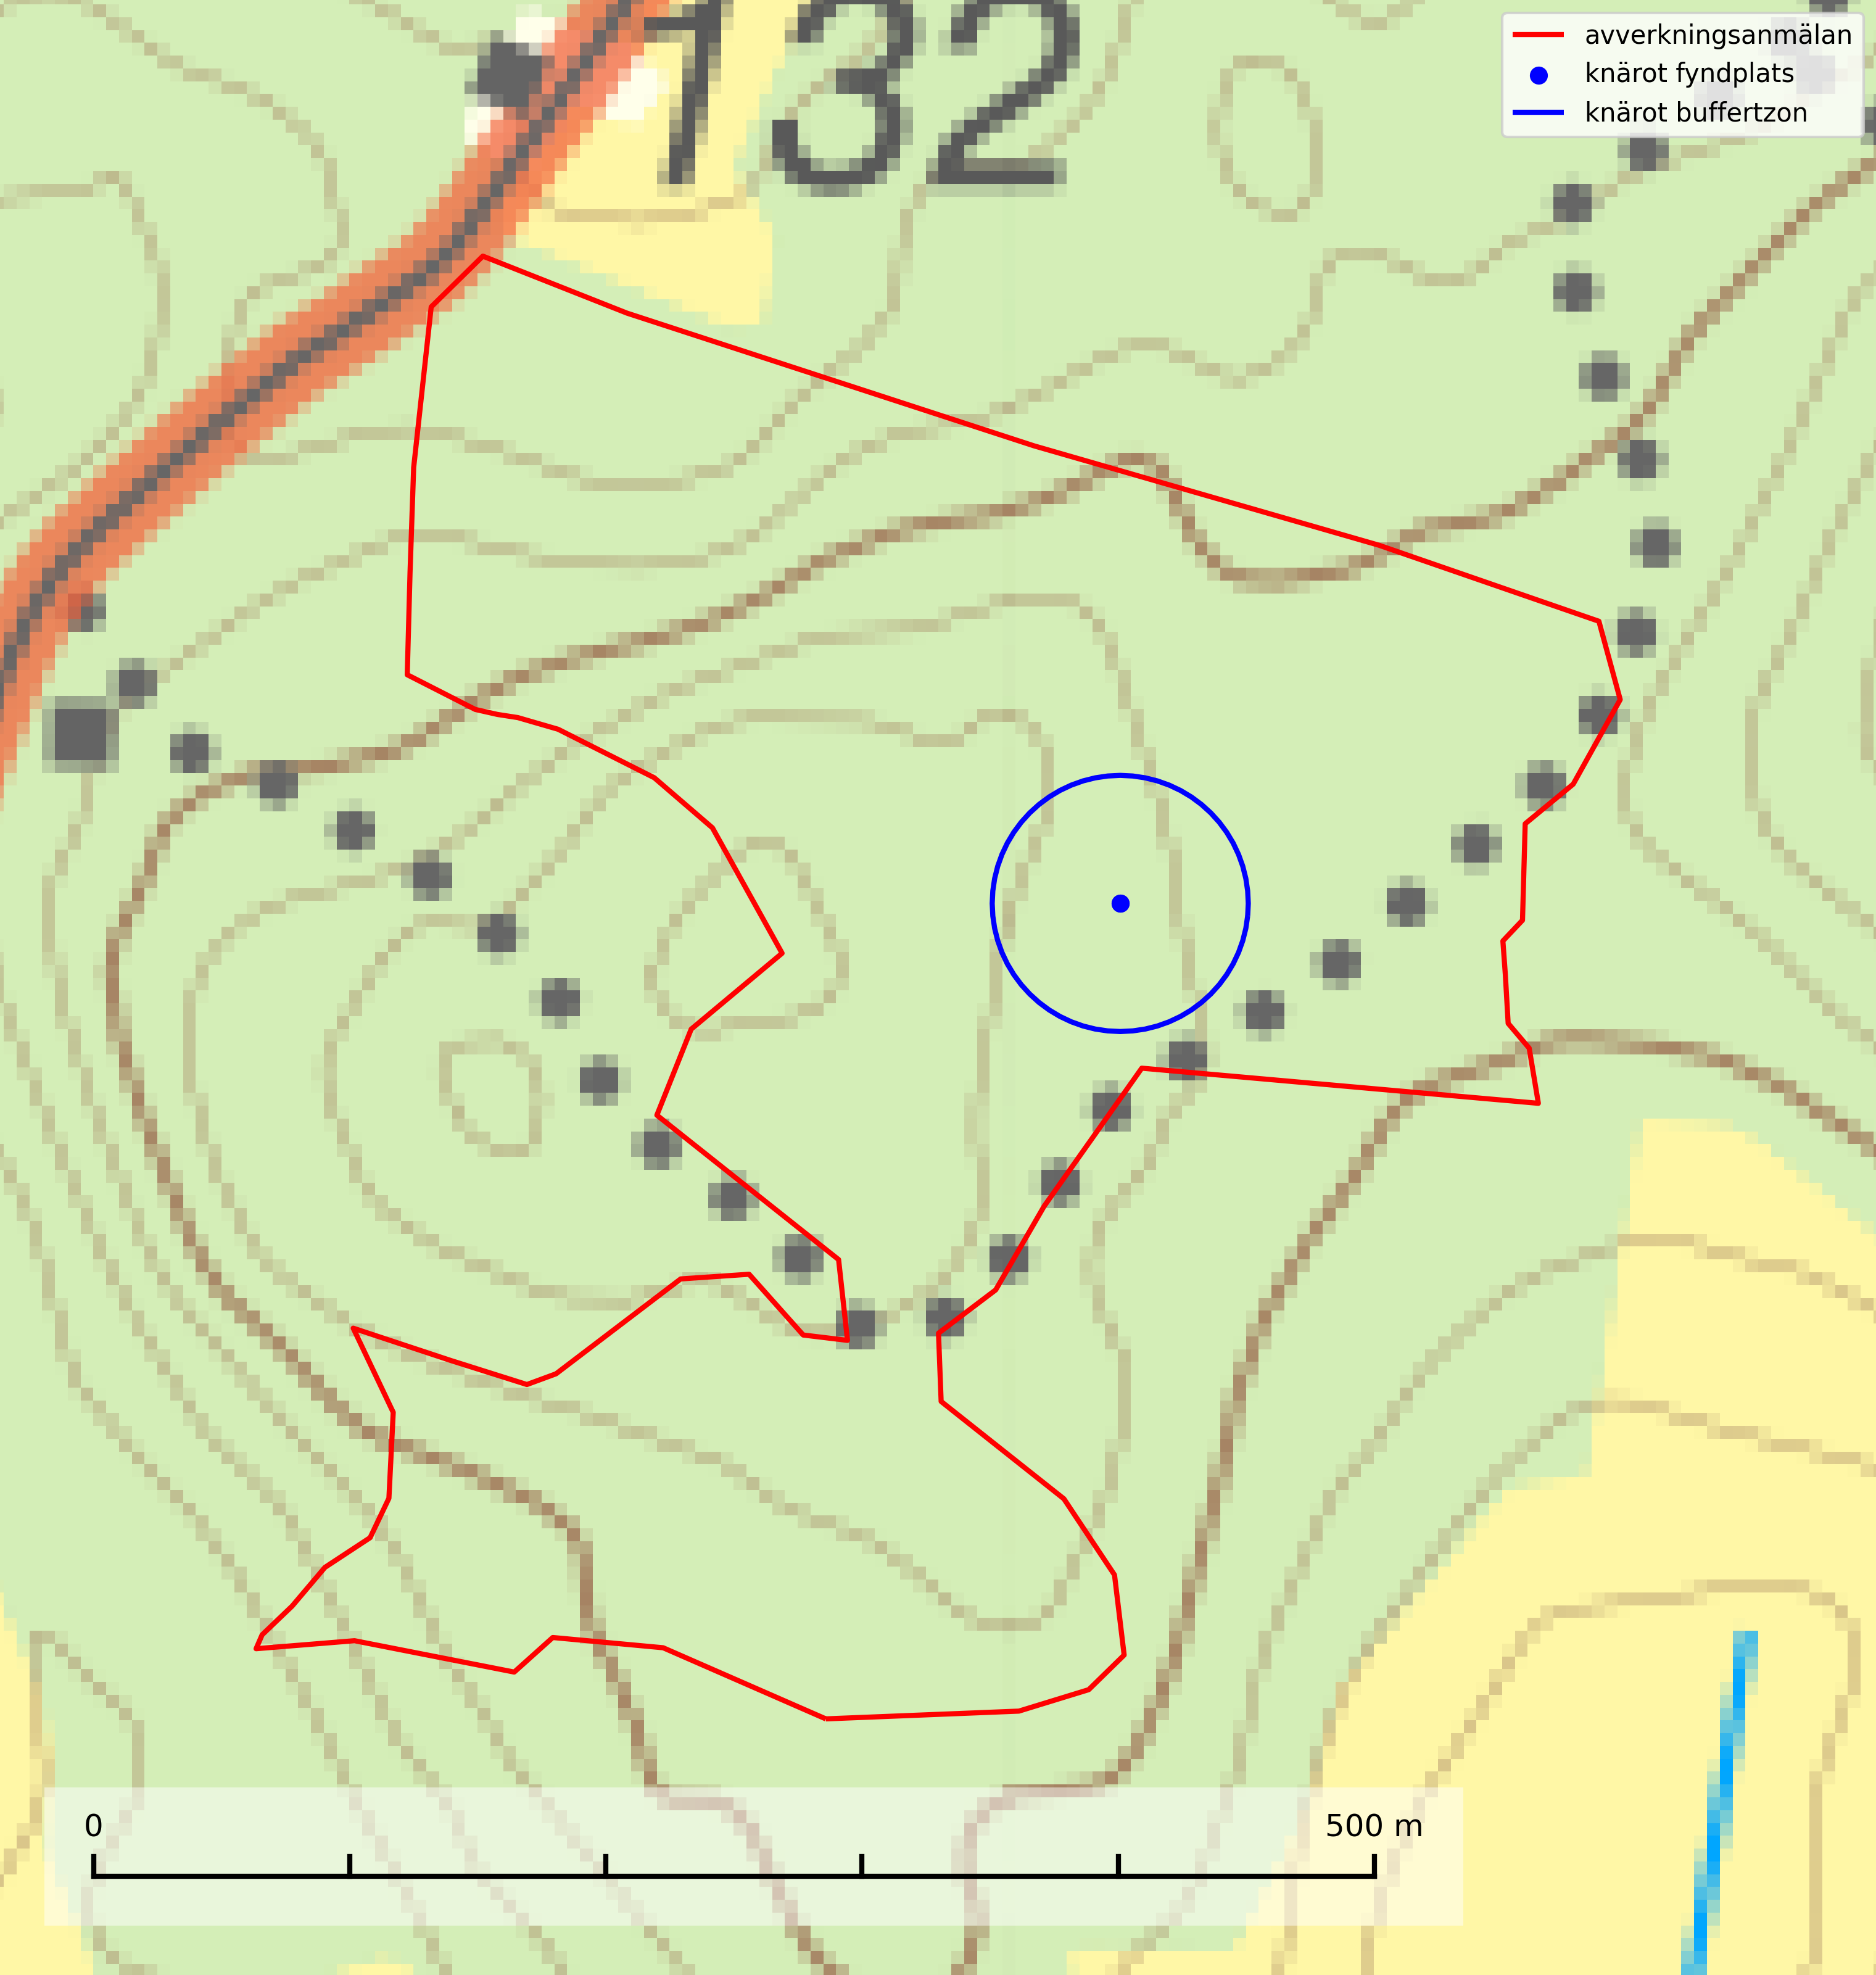 132
avverkningsanmälan
knärot fyndplats
knärot buffertzon
0 500 m